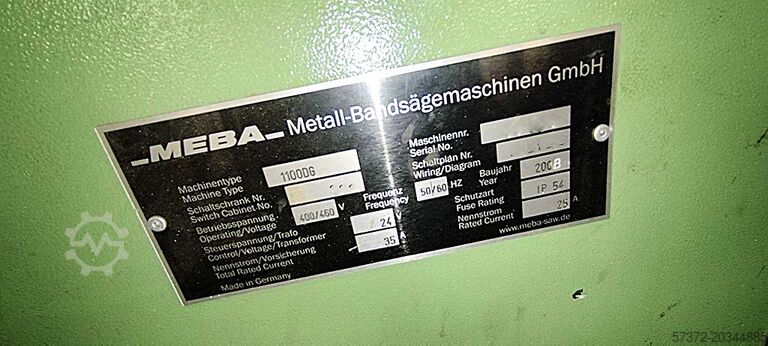 MEBA Metall-Bandsägemaschinen GmbH
Maschinentype
Machine Type 1100DG
Schaltschrank Nr.
Switch Cabinet No.
Betriebsspannung
Operating/Voltage 400/460 V
Frequenz
Frequency 50/60 HZ
Steuerspannung/Trafo
Control/Voltage/Transformer 24 V
Nennstrom/Vorsicherung
Total Rated Current 35 A
Made in Germany
Maschinennr.
Serial No.
Schaltplan Nr.
Wiring/Diagram
Baujahr
Year 2008
Schutzart
Fuse Rating IP 54
Nennstrom
Rated Current 25 A
www.meba-saw.de
57372-20344885